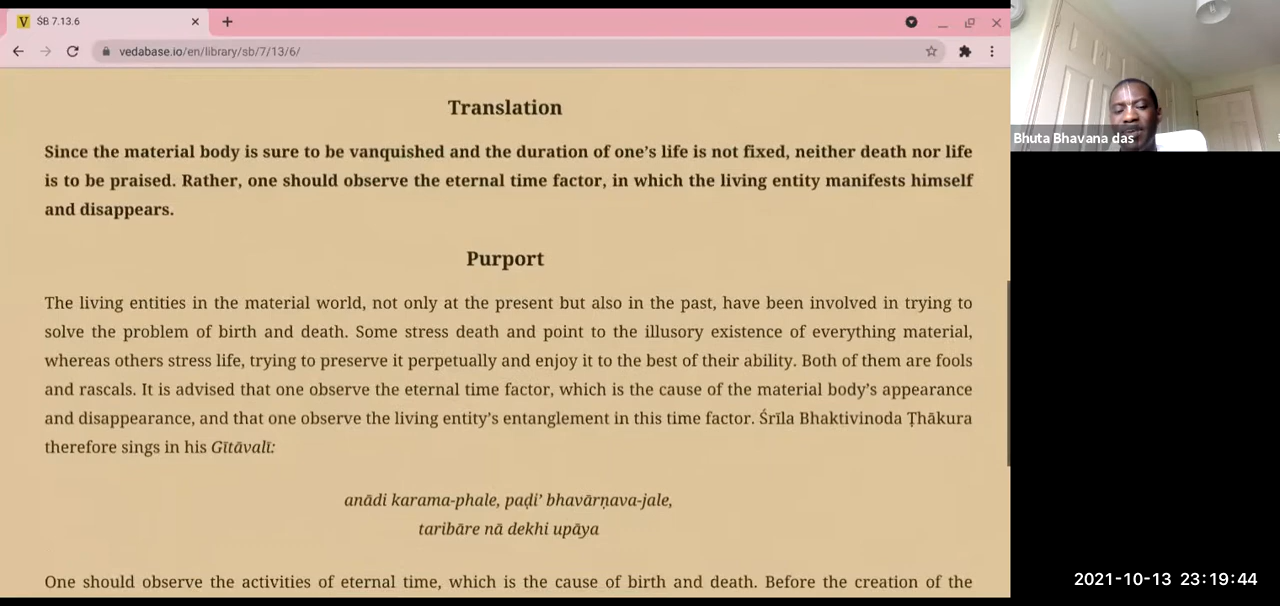 ŚB 7.13.6
vedabase.io/en/library/sb/7/13/6/
Translation
Since the material body is sure to be vanquished and the duration of one’s life is not fixed, neither death nor life
is to be praised. Rather, one should observe the eternal time factor, in which the living entity manifests himself
and disappears.
Purport
The living entities in the material world, not only at the present but also in the past, have been involved in trying to
solve the problem of birth and death. Some stress death and point to the illusory existence of everything material,
whereas others stress life, trying to preserve it perpetually and enjoy it to the best of their ability. Both of them are fools
and rascals. It is advised that one observe the eternal time factor, which is the cause of the material body’s appearance
and disappearance, and that one observe the living entity’s entanglement in this time factor. Śrīla Bhaktivinoda Ṭhākura
therefore sings in his Gītāvalī:
anādi karama-phale, paḍi’ bhavārṇava-jale,
taribāre nā dekhi upāya
One should observe the activities of eternal time, which is the cause of birth and death. Before the creation of the
Bhuta Bhavana das
2021-10-13 23:19:44